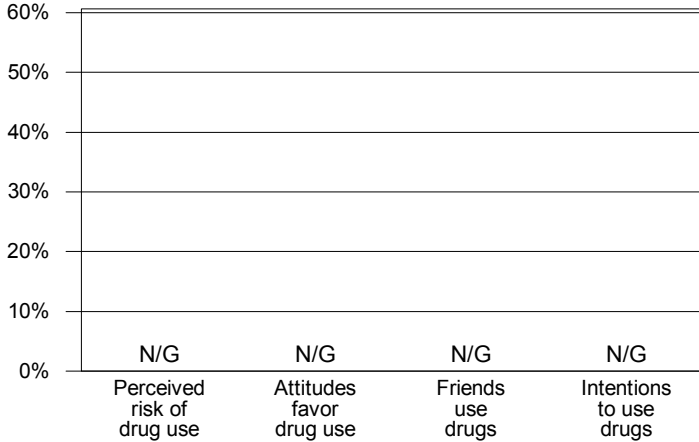 60%
50%
40%
30%
20%
10%
0%
N/G N/G N/G N/G
Perceived
risk of
drug use
Attitudes
favor
drug use
Friends
use
drugs
Intentions
to use
drugs